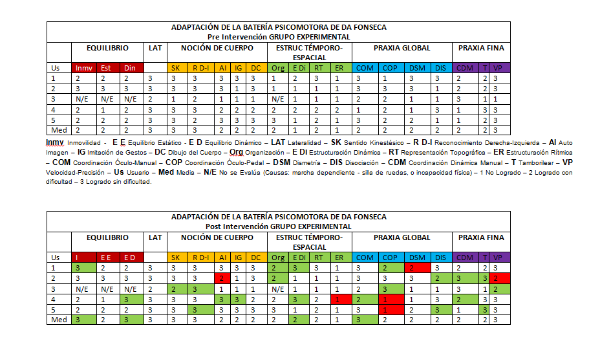 ADAPTACIÓN DE LA BATERÍA PSICOMOTORA DE DA FONSECA
Pre Intervención GRUPO EXPERIMENTAL
EQUILIBRIO LAT NOCIÓN DE CUERPO ESTRUC TÉMPORO-ESPACIAL PRAXIA GLOBAL PRAXIA FINA
Us Inmv Est Din SK R D-I AI IG DC Org E Di RT ER COM COP DSM DIS CDM T VP
1 2 2 2 3 3 3 3 3 3 1 2 3 1 3 1 3 3 2 2 3
2 3 3 3 3 3 3 3 1 3 1 1 1 1 3 3 3 1 2 2 3
3 N/E N/E N/E 2 1 2 1 1 1 N/E 1 1 1 2 2 1 1 3 1 1
4 2 1 2 3 3 3 2 2 2 2 2 2 2 1 2 1 3 1 3 3
5 2 2 2 3 3 3 3 3 3 3 1 2 1 3 2 2 3 1 2 3
Med 2 2 2 3 3 3 2 2 2 2 1 2 1 2 2 2 2 2 2 3
Inmv Inmovilidad - E E Equilibrio Estático - E D Equilibrio Dinámico – LAT Lateralidad – SK Sentido Kinestésico – R D-I Reconocimiento Derecha-Izquierda – AI Auto
Imagen – IG Imitación de Gestos – DC Dibujo del Cuerpo – Org Organización – E Di Estructuración Dinámica – RT Representación Topográfica – ER Estructuración Rítmica
– COM Coordinación Óculo-Manual – COP Coordinación Óculo-Pedal – DSM Dismetría – DIS Disociación – CDM Coordinación Dinámica Manual – T Tamborilear – VP
Velocidad-Precisión – Us Usuario – Med Media – N/E No se Evalúa (Causas: marcha dependiente - silla de ruedas, o incapacidad física) – 1 No Logrado – 2 Logrado con
dificultad – 3 Logrado sin dificultad.
ADAPTACIÓN DE LA BATERÍA PSICOMOTORA DE DA FONSECA
Post Intervención GRUPO EXPERIMENTAL
EQUILIBRIO LAT NOCIÓN DE CUERPO ESTRUC TÉMPORO-ESPACIAL PRAXIA GLOBAL PRAXIA FINA
Us I E E E D SK R D-I AI IG DC Org E Di RT ER COM COP DSM DIS CDM T VP
1 3 2 2 3 3 3 3 3 3 2 3 3 1 3 2 3 2 2 3
2 3 3 3 3 3 3 2 1 3 2 1 1 1 3 3 3 2 3 3 2
3 N/E N/E N/E 2 2 3 1 1 1 N/E 1 1 1 2 3 1 1 3 1 2
4 2 1 3 3 3 3 3 3 2 2 3 2 1 2 1 3 2 3 3
5 2 2 2 3 3 3 3 3 3 3 1 2 1 3 2 3 1 3 3
Med 3 2 3 3 3 3 2 2 2 2 2 2 1 3 2 2 2 2 2 3